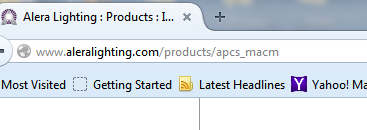 Alera Lighting : Products : I... ×
www.aleralighting.com/products/apcs_macm
Most Visited Getting Started Latest Headlines Yahoo! Ma